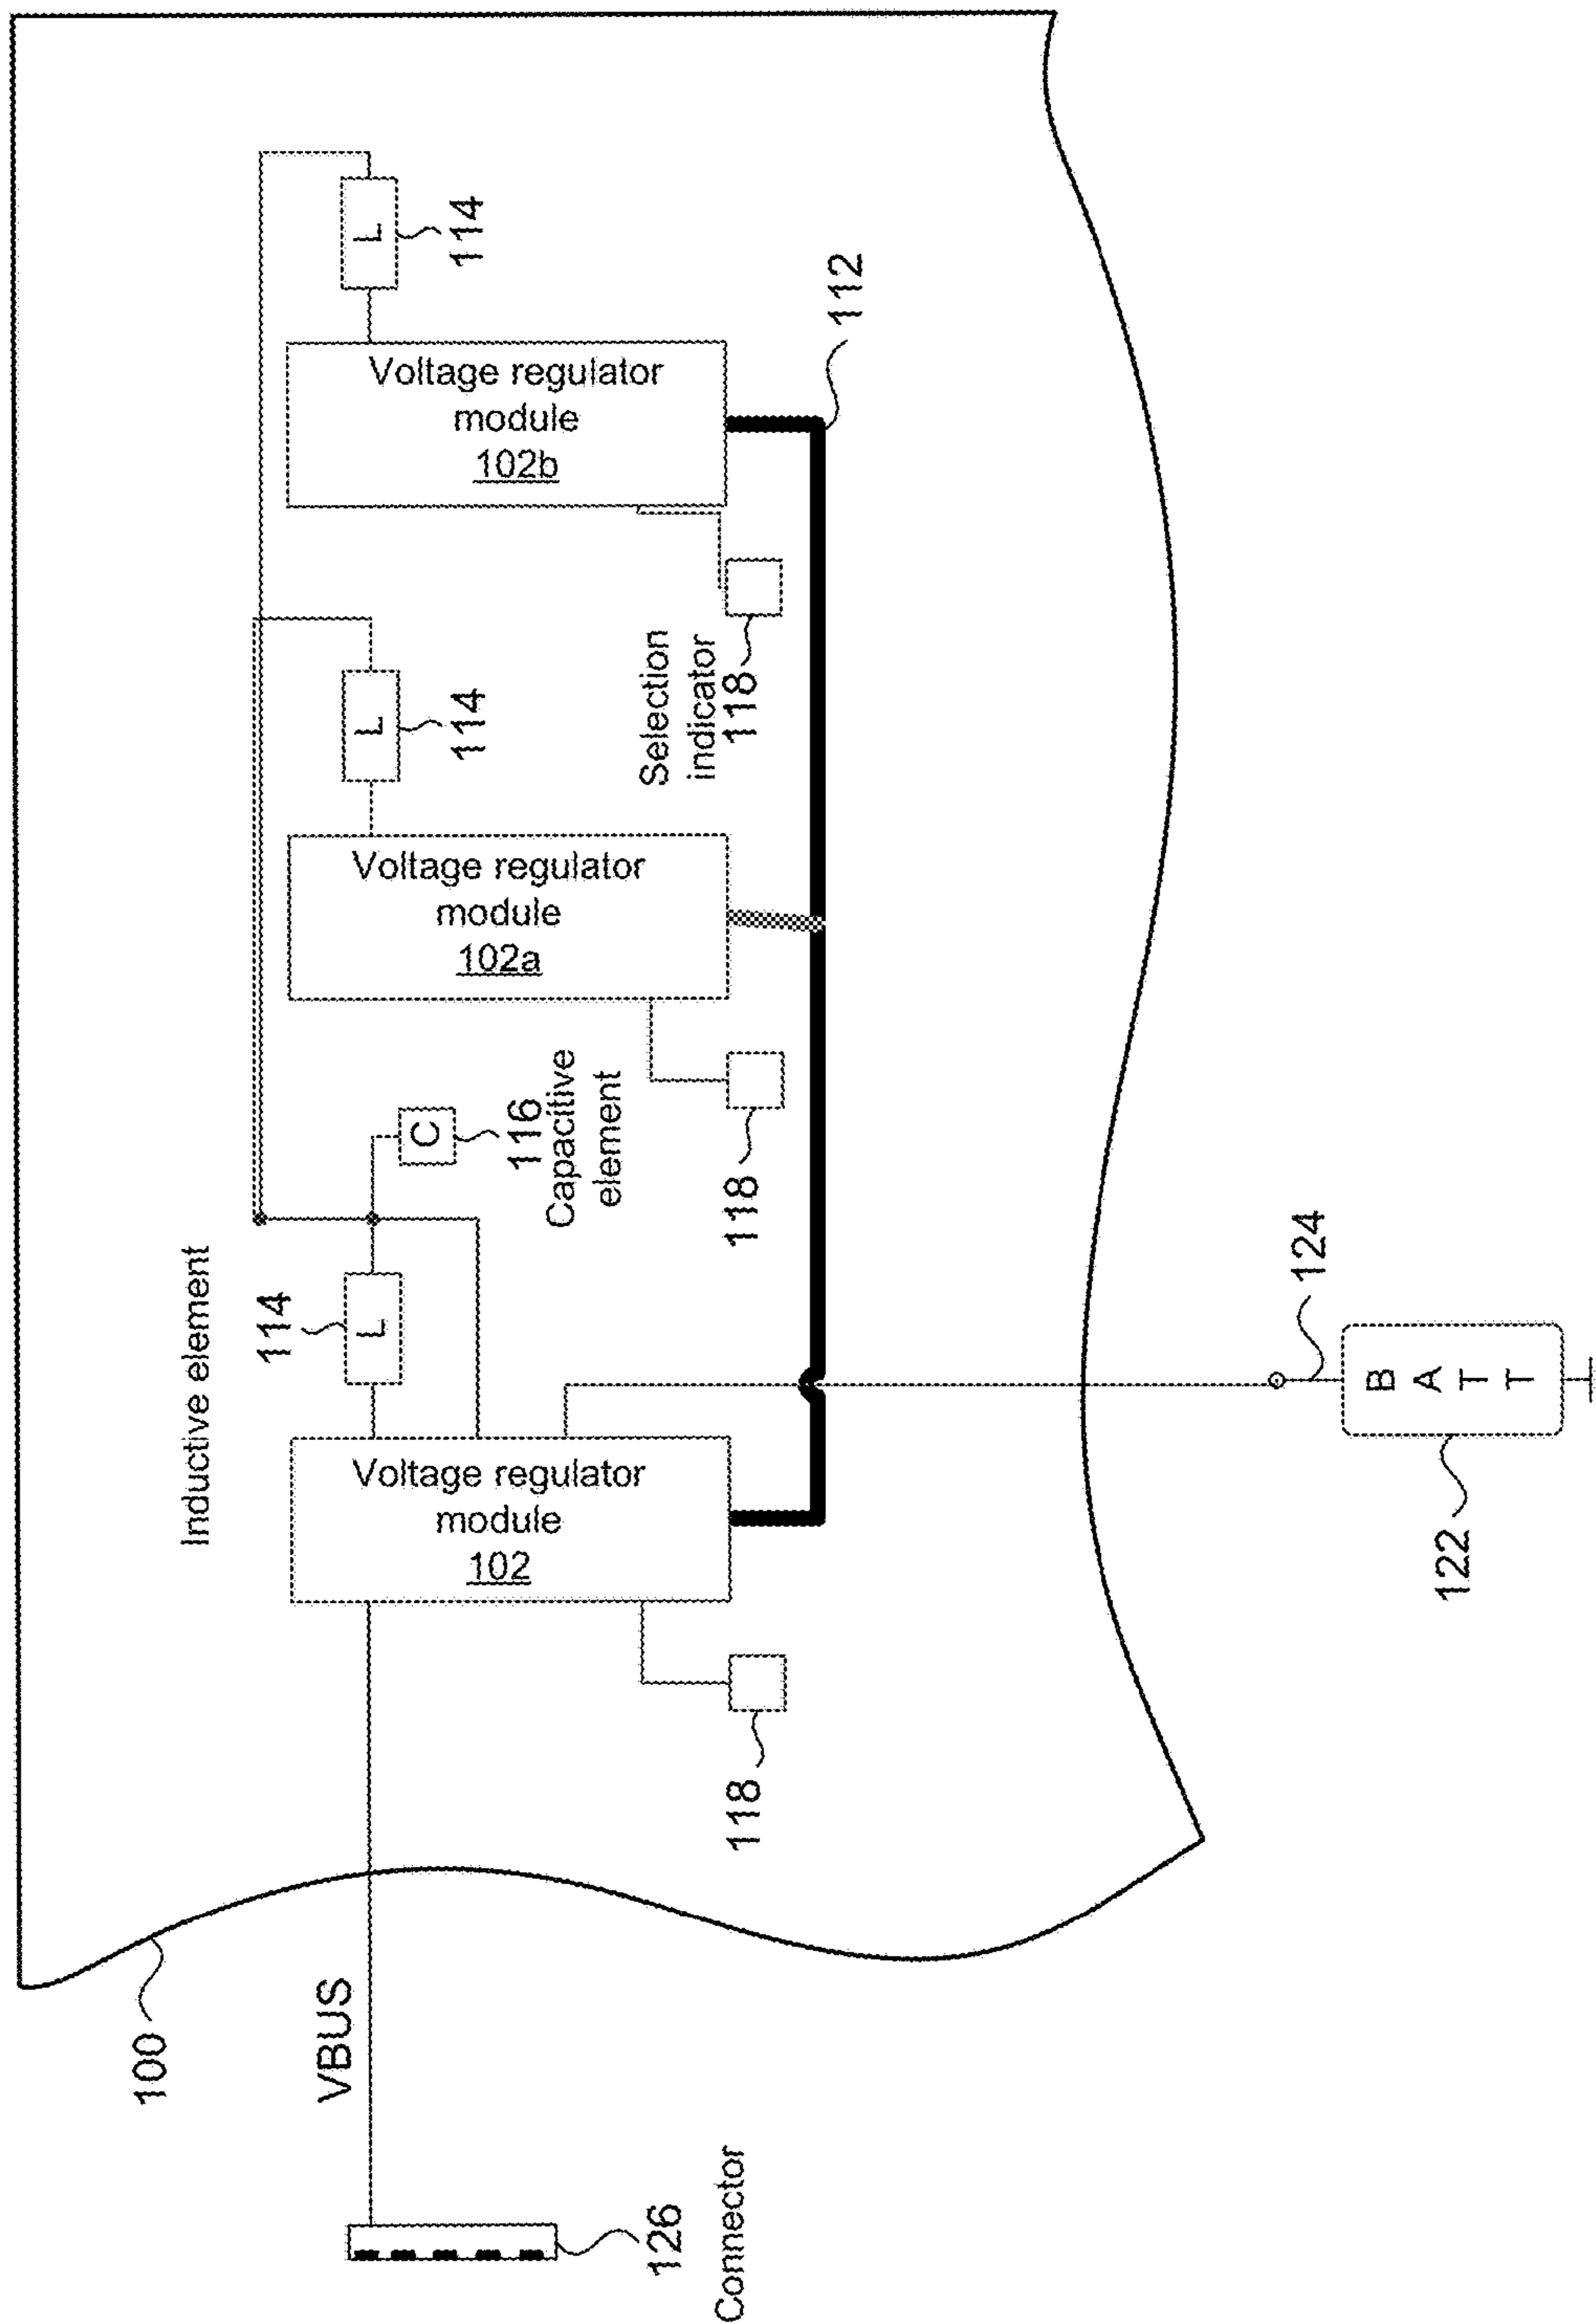 Inductive element
114
L
114
L
114
L
C
116
Capacitive
element
Voltage regulator
module
102
Voltage regulator
module
102a
Voltage regulator
module
102b
Selection
indicator
118
118
118
112
100
VBUS
126
Connector
124
B
A
T
T
122